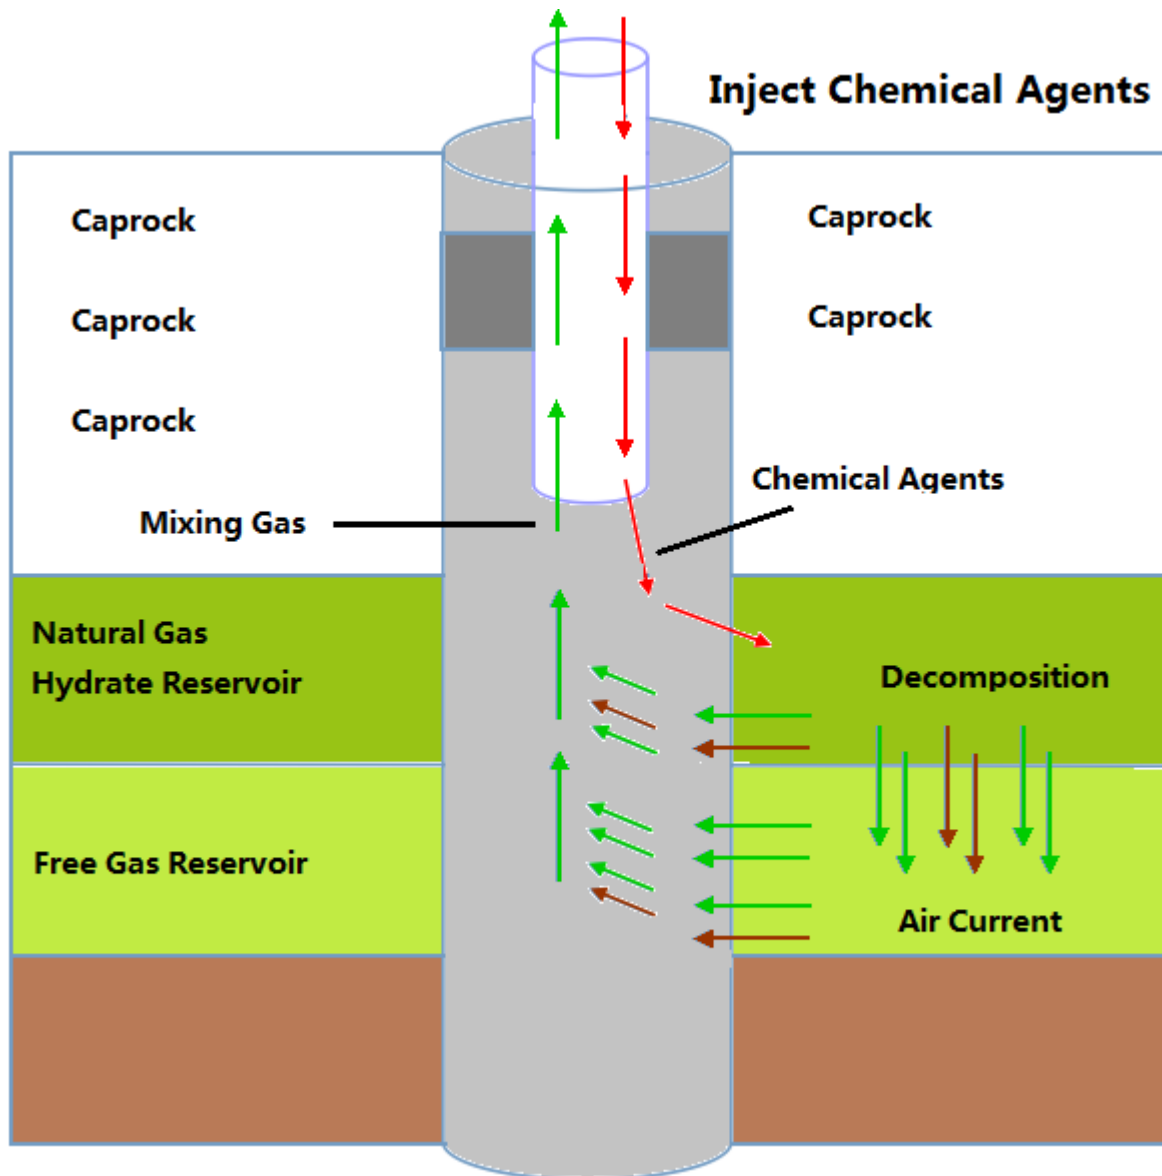 Inject Chemical Agents
Caprock
Caprock
Caprock
Caprock
Caprock
Chemical Agents
Mixing Gas
Natural Gas
Hydrate Reservoir
Decomposition
Free Gas Reservoir
Air Current